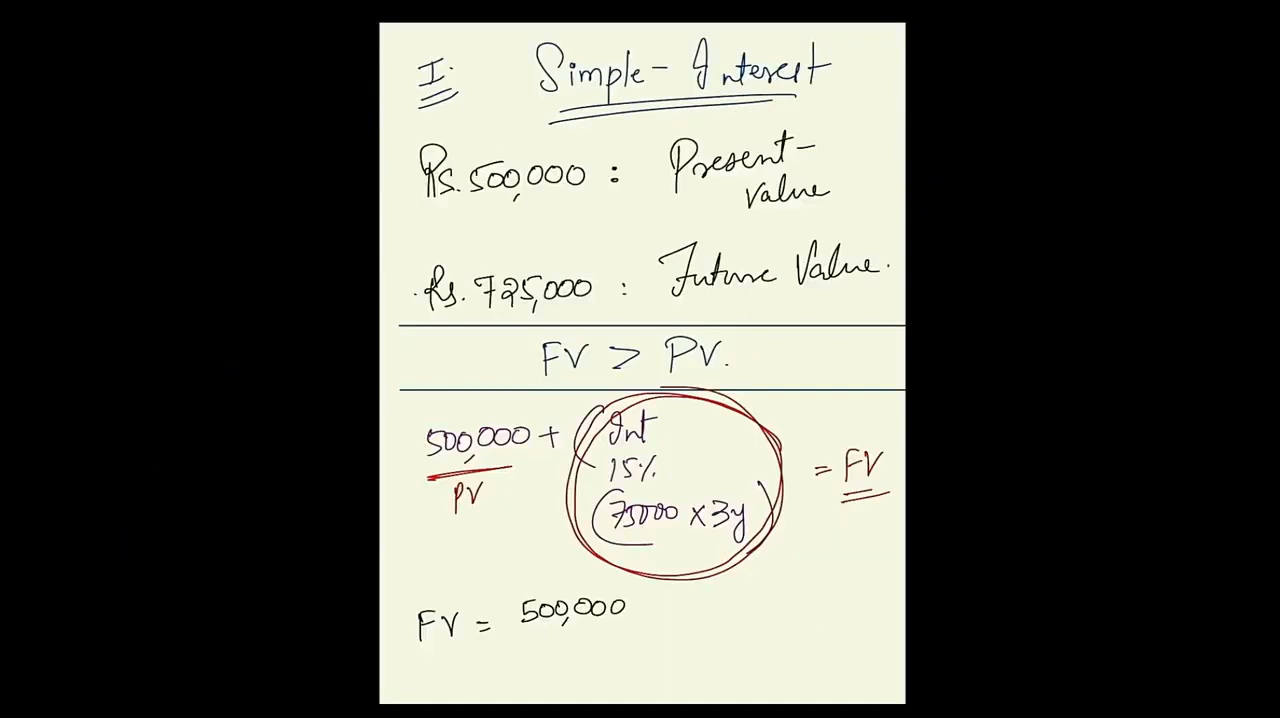 I. Simple-Interest
Rs.500,000 : Present-
value
Rs.725,000 : Future Value.
FV > PV.
500,000 + (Int
15%
(75000 x 3y) = FV
PV
FV = 500,000